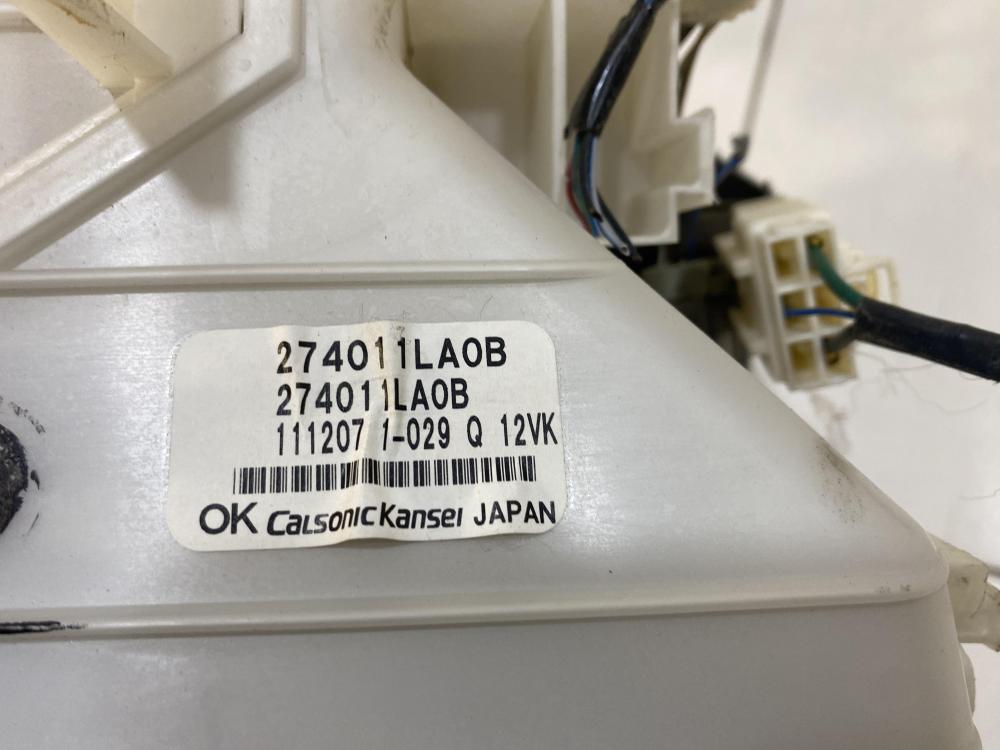 274011LA0B
274011LA0B
111207 1-029 Q 12VK
OK CalsonicKansei JAPAN